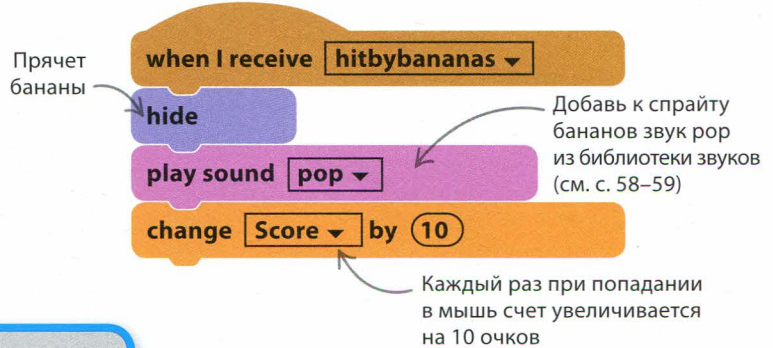 when I receive hitbybananas
Прячет
бананы
hide
Добавь к спрайту
бананов звук pop
из библиотеки звуков
(см. с. 58–59)
play sound pop
change Score by 10
Каждый раз при попадании
в мышь счет увеличивается
на 10 очков